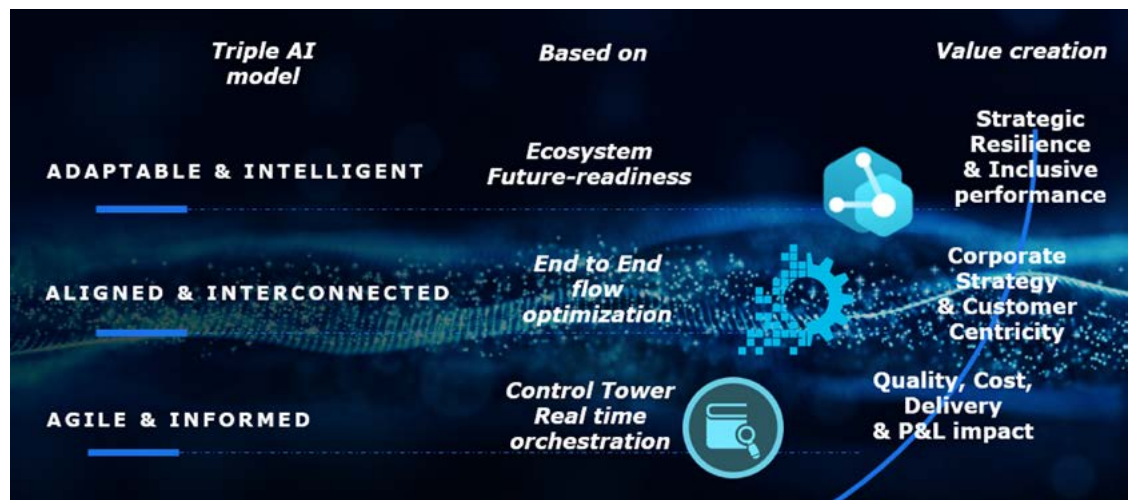 Triple AI
model
Based on
Value creation
ADAPTABLE & INTELLIGENT
Ecosystem
Future-readiness
Strategic
Resilience
& Inclusive
performance
ALIGNED & INTERCONNECTED
End to End
flow
optimization
Corporate
Strategy
& Customer
Centricity
AGILE & INFORMED
Control Tower
Real time
orchestration
Quality, Cost,
Delivery
& P&L impact